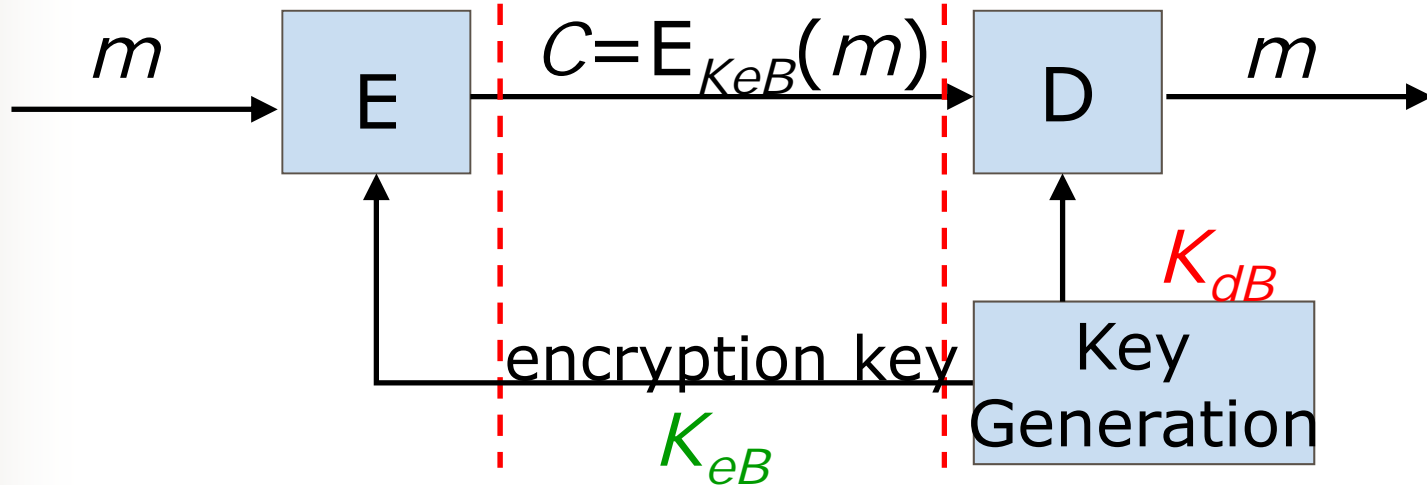 m
E
C=E_KeB(m)
D
m
K_dB
encryption key
K_eB
Key
Generation